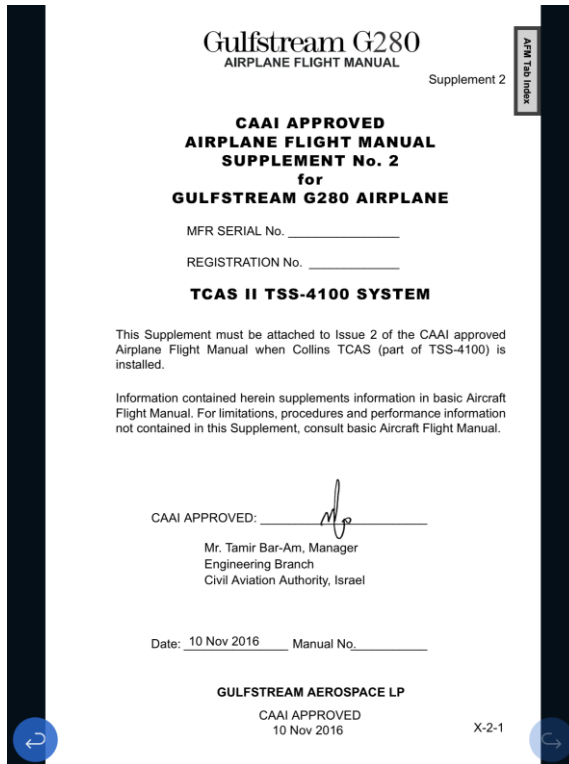 Gulfstream G280
AIRPLANE FLIGHT MANUAL
Supplement 2
AFM Tab Index
CAAI APPROVED
AIRPLANE FLIGHT MANUAL
SUPPLEMENT No. 2
for
GULFSTREAM G280 AIRPLANE
MFR SERIAL No.
REGISTRATION No.
TCAS II TSS-4100 SYSTEM
This Supplement must be attached to Issue 2 of the CAAI approved
Airplane Flight Manual when Collins TCAS (part of TSS-4100) is
installed.
Information contained herein supplements information in basic Aircraft
Flight Manual. For limitations, procedures and performance information
not contained in this Supplement, consult basic Aircraft Flight Manual.
CAAI APPROVED:
Mr. Tamir Bar-Am, Manager
Engineering Branch
Civil Aviation Authority, Israel
Date: 10 Nov 2016 Manual No.
GULFSTREAM AEROSPACE LP
CAAI APPROVED
10 Nov 2016
X-2-1